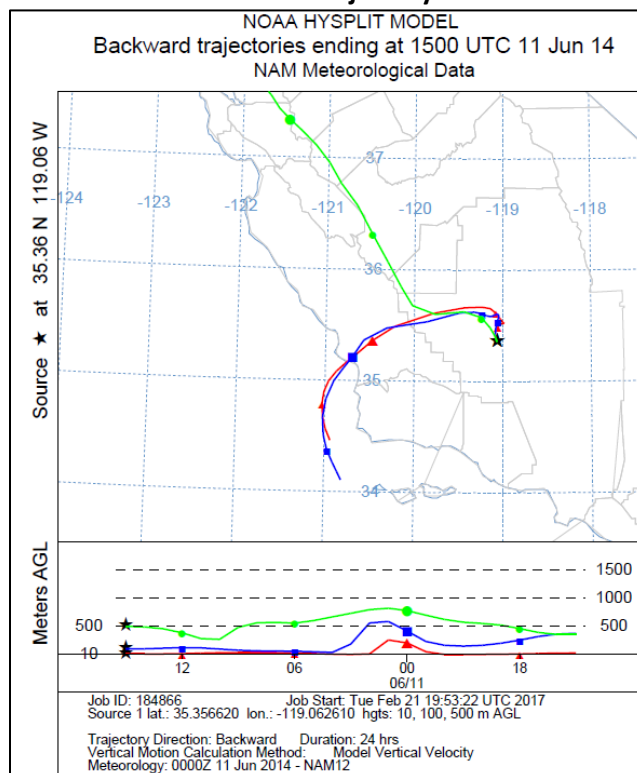 NOAA HYSPLIT MODEL
Backward trajectories ending at 1500 UTC 11 Jun 14
NAM Meteorological Data
Source ★ at 35.36 N 119.06 W
-124
-123
-122
-121
-120
-119
-118
37
36
35
34
Meters AGL
1500
1000
500
500
10
12
06
00
18
06/11
Job ID: 184866 Job Start: Tue Feb 21 19:53:22 UTC 2017
Source 1 lat.: 35.356620 lon.: -119.062610 hgts: 10, 100, 500 m AGL
Trajectory Direction: Backward Duration: 24 hrs
Vertical Motion Calculation Method: Model Vertical Velocity
Meteorology: 0000Z 11 Jun 2014 - NAM12